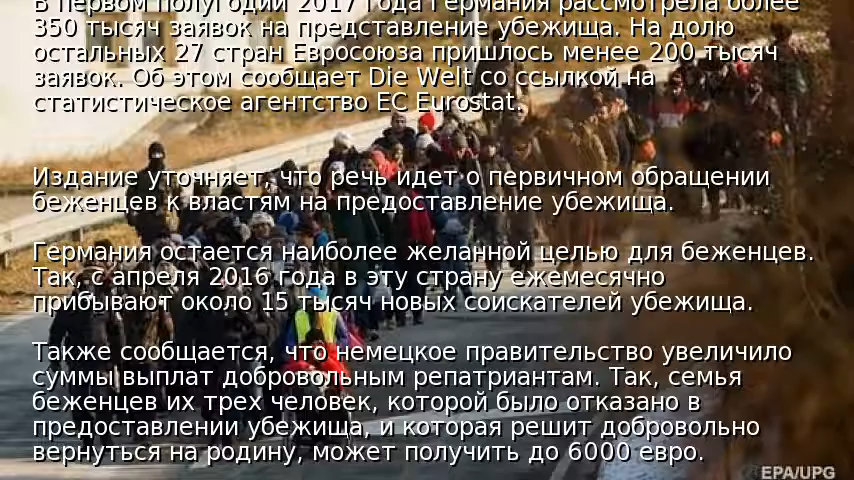 В первом полугодии 2017 года Германия рассмотрела более
350 тысяч заявок на представление убежища. На долю
остальных 27 стран Евросоюза пришлось менее 200 тысяч
заявок. Об этом сообщает Die Welt со ссылкой на
статистическое агентство ЕС Eurostat.
Издание уточняет, что речь идет о первичном обращении
беженцев к властям на предоставление убежища.
Германия остается наиболее желанной целью для беженцев.
Так, с апреля 2016 года в эту страну ежемесячно
прибывают около 15 тысяч новых соискателей убежища.
Также сообщается, что немецкое правительство увеличило
суммы выплат добровольным репатриантам. Так, семья
беженцев их трех человек, которой было отказано в
предоставлении убежища, и которая решит добровольно
вернуться на родину, может получить до 6000 евро.
EPA/UPG